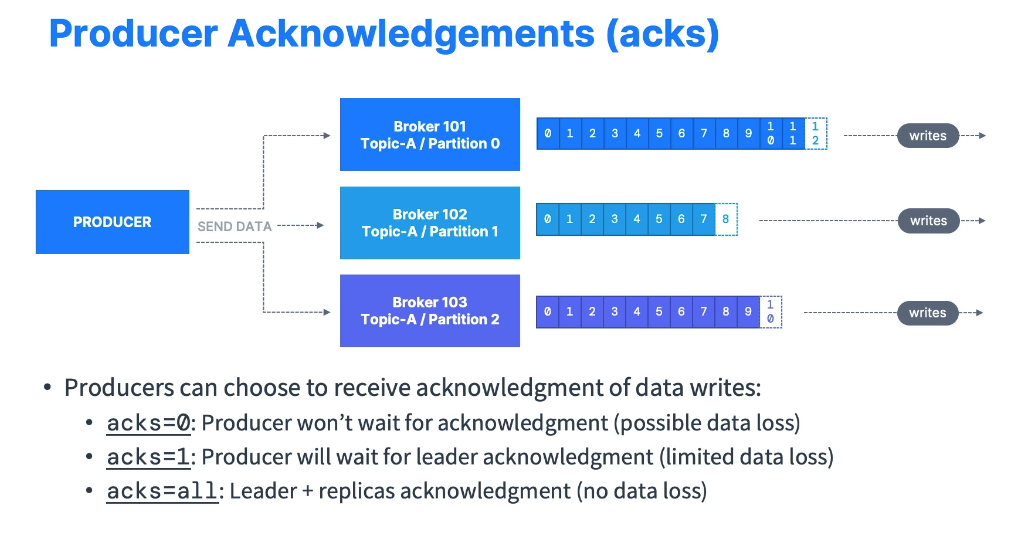 Producer Acknowledgements (acks)
Broker 101
Topic-A / Partition 0
0 1 2 3 4 5 6 7 8 9 10 11 12
writes
PRODUCER
SEND DATA
Broker 102
Topic-A / Partition 1
0 1 2 3 4 5 6 7 8
writes
Broker 103
Topic-A / Partition 2
0 1 2 3 4 5 6 7 8 9 10
writes
• Producers can choose to receive acknowledgment of data writes:
• acks=0: Producer won’t wait for acknowledgment (possible data loss)
• acks=1: Producer will wait for leader acknowledgment (limited data loss)
• acks=all: Leader + replicas acknowledgment (no data loss)